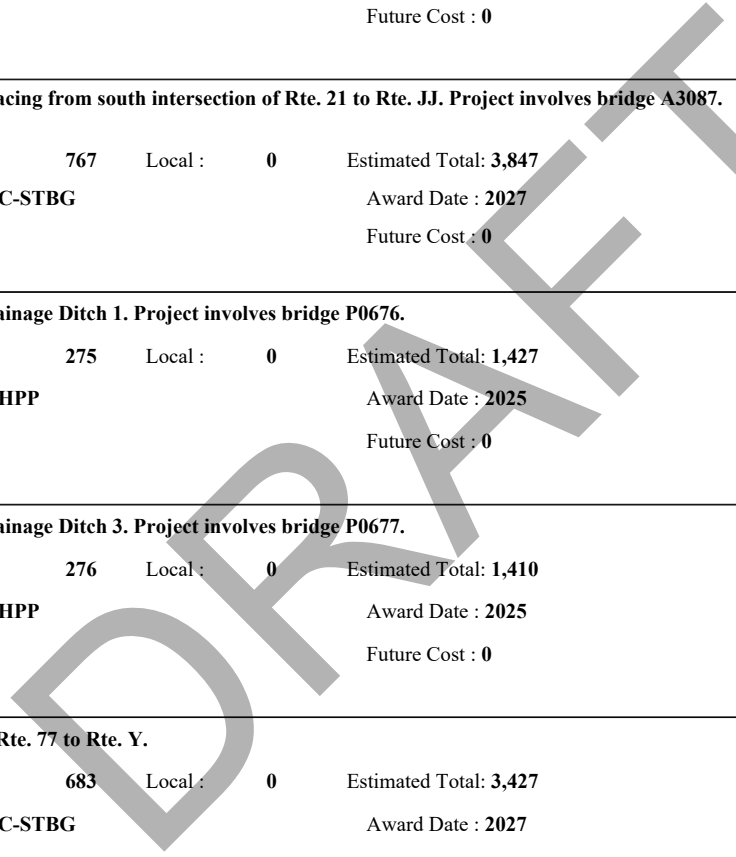 Future Cost : 0
acing from south intersection of Rte. 21 to Rte. JJ. Project involves bridge A3087.
767 Local : 0 Estimated Total: 3,847
C-STBG Award Date : 2027
Future Cost : 0
ainage Ditch 1. Project involves bridge P0676.
275 Local : 0 Estimated Total: 1,427
HPP Award Date : 2025
Future Cost : 0
ainage Ditch 3. Project involves bridge P0677.
276 Local : 0 Estimated Total: 1,410
HPP Award Date : 2025
Future Cost : 0
Rte. 77 to Rte. Y.
683 Local : 0 Estimated Total: 3,427
C-STBG Award Date : 2027
DRAFT